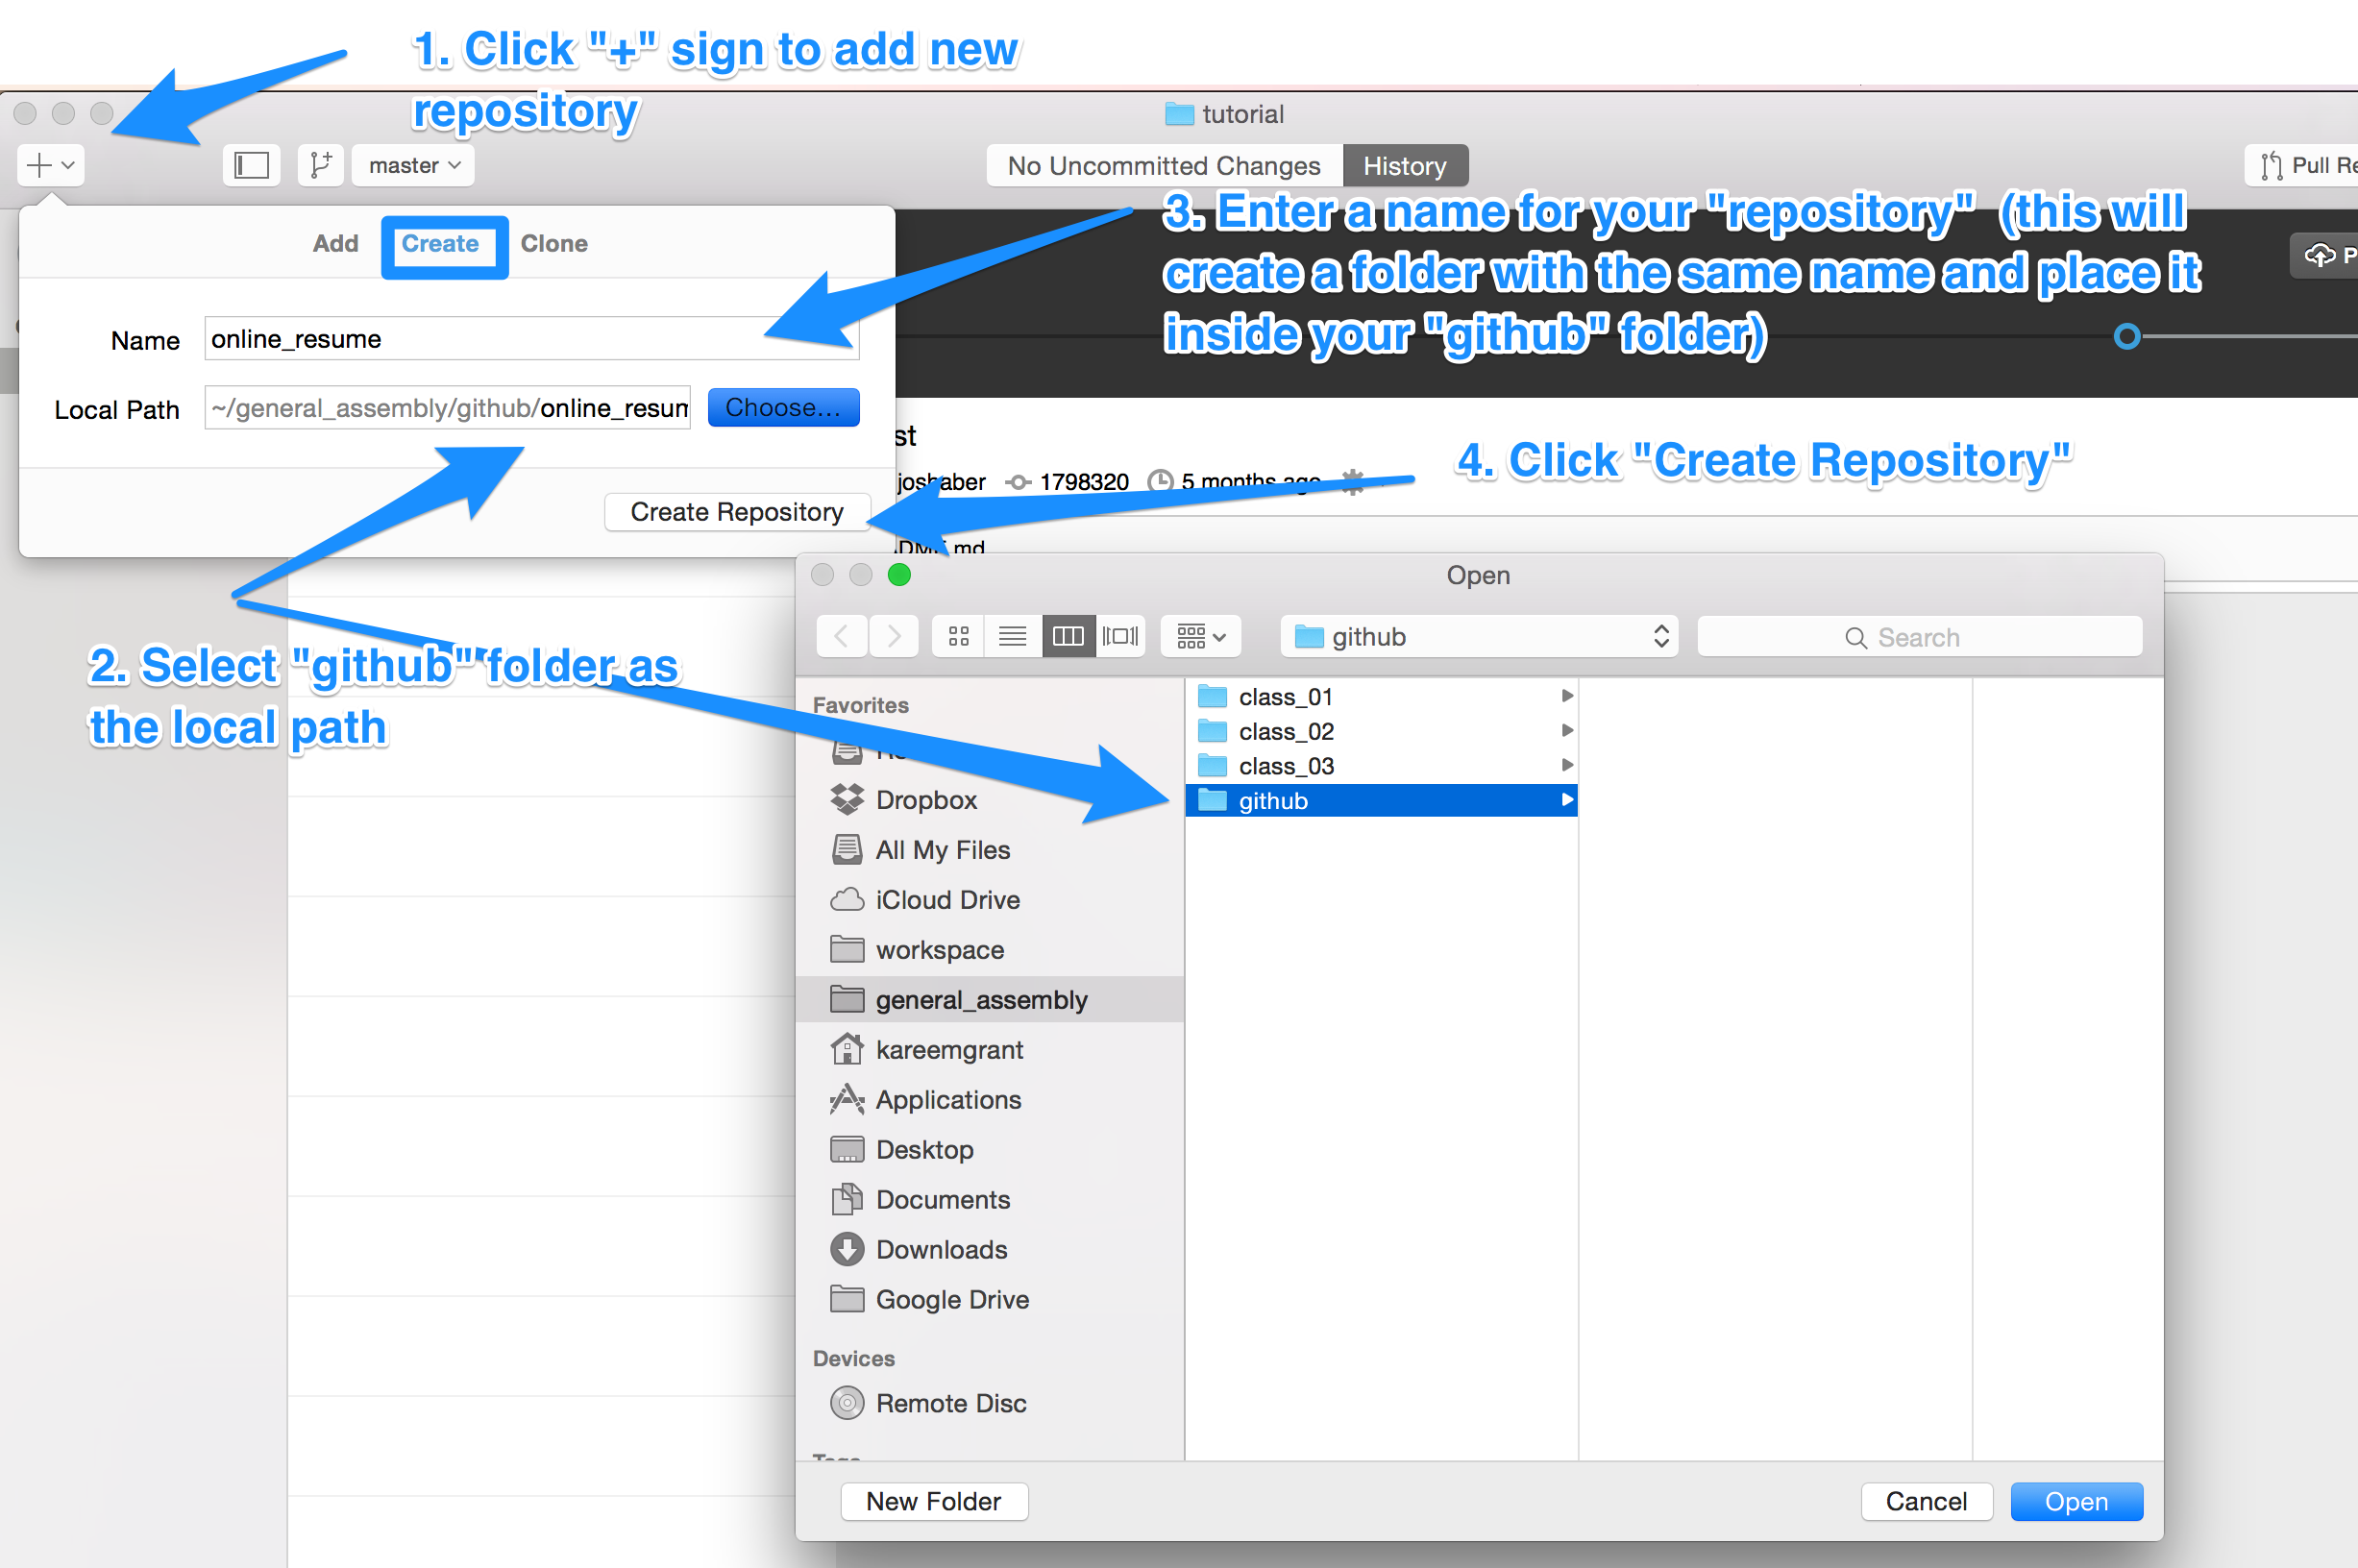 1. Click "+" sign to add new
repository
tutorial
master
No Uncommitted Changes
History
Pull
Add
Create
Clone
3. Enter a name for your "repository" (this will
create a folder with the same name and place it
inside your "github" folder)
Name
online_resume
Local Path
~/general_assembly/github/online_resum
Choose...
st
4. Click "Create Repository"
joshaber
1798320
5 months ago
Create Repository
2. Select "github" folder as
the local path
Open
github
Search
Favorites
Dropbox
All My Files
iCloud Drive
workspace
general_assembly
kareemgrant
Applications
Desktop
Documents
Downloads
Google Drive
Devices
Remote Disc
class_01
class_02
class_03
github
New Folder
Cancel
Open